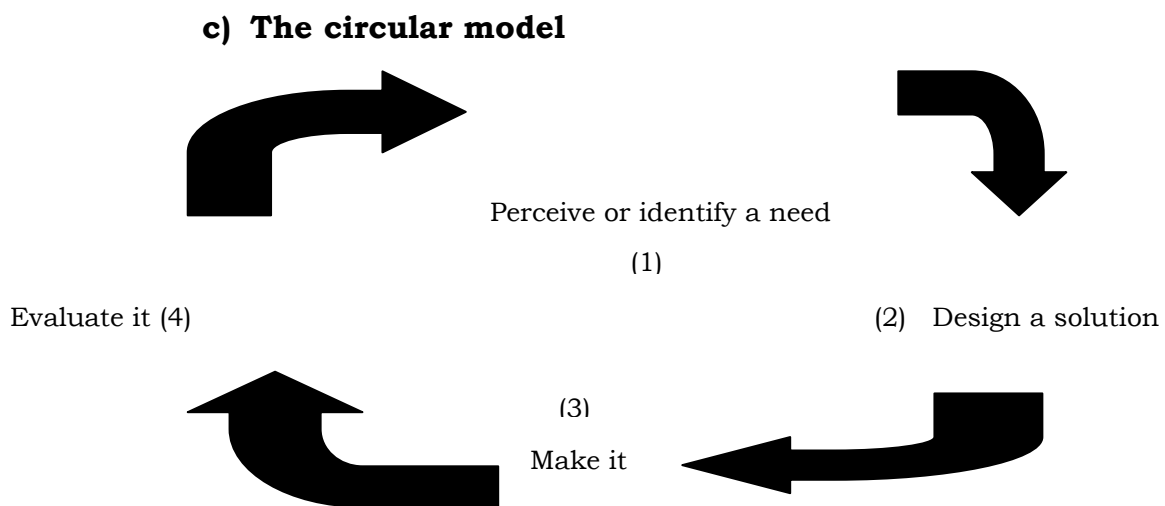 c) The circular model
Perceive or identify a need
(1)
Evaluate it (4)
(2) Design a solution
(3)
Make it